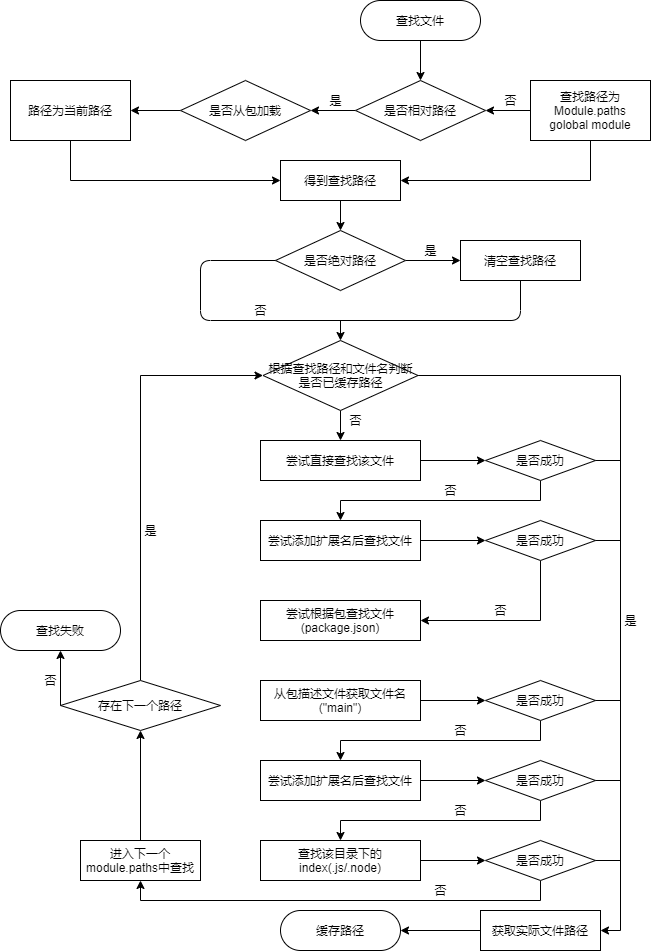 查找文件
路径为当前路径
是否从包加载
是
是否相对路径
否
查找路径为
Module.paths
golobal module
得到查找路径
是否绝对路径
是
清空查找路径
否
根据查找路径和文件名判断
是否已缓存路径
否
尝试直接查找该文件
是否成功
否
尝试添加扩展名后查找文件
是否成功
是
否
尝试根据包查找文件
(package.json)
是
查找失败
否
存在下一个路径
从包描述文件获取文件名
("main")
是否成功
否
尝试添加扩展名后查找文件
是否成功
否
进入下一个
module.paths中查找
查找该目录下的
index(.js/.node)
是否成功
否
缓存路径
获取实际文件路径